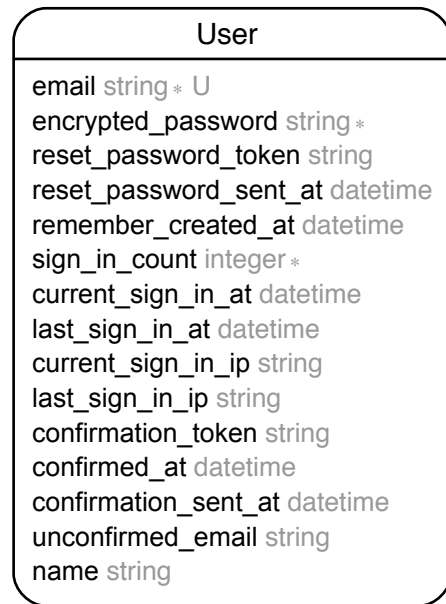 User
email string * U
encrypted_password string *
reset_password_token string
reset_password_sent_at datetime
remember_created_at datetime
sign_in_count integer *
current_sign_in_at datetime
last_sign_in_at datetime
current_sign_in_ip string
last_sign_in_ip string
confirmation_token string
confirmed_at datetime
confirmation_sent_at datetime
unconfirmed_email string
name string